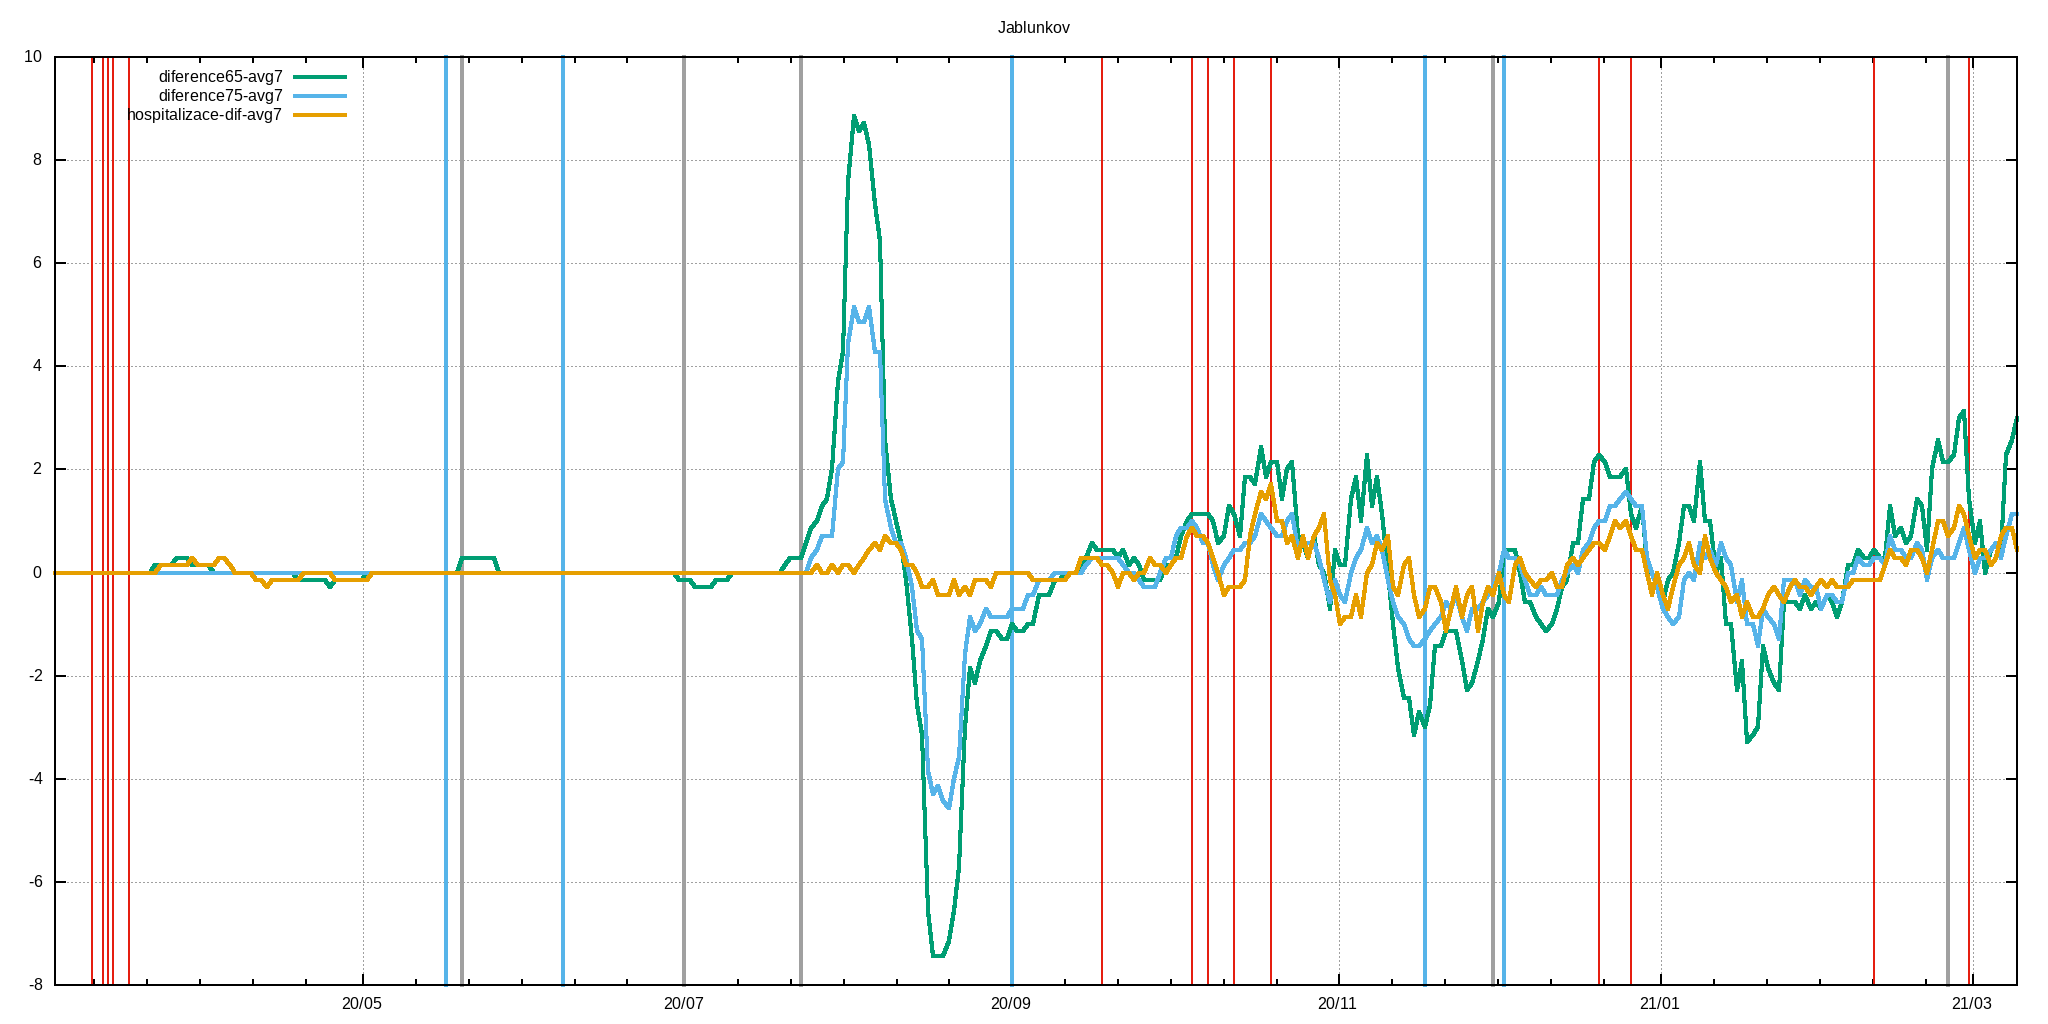 Jablunkov
10
diference65-avg7
diference75-avg7
hospitalizace-dif-avg7
8
6
4
2
0
-2
-4
-6
-8
20/05 20/07 20/09 20/11 21/01 21/03